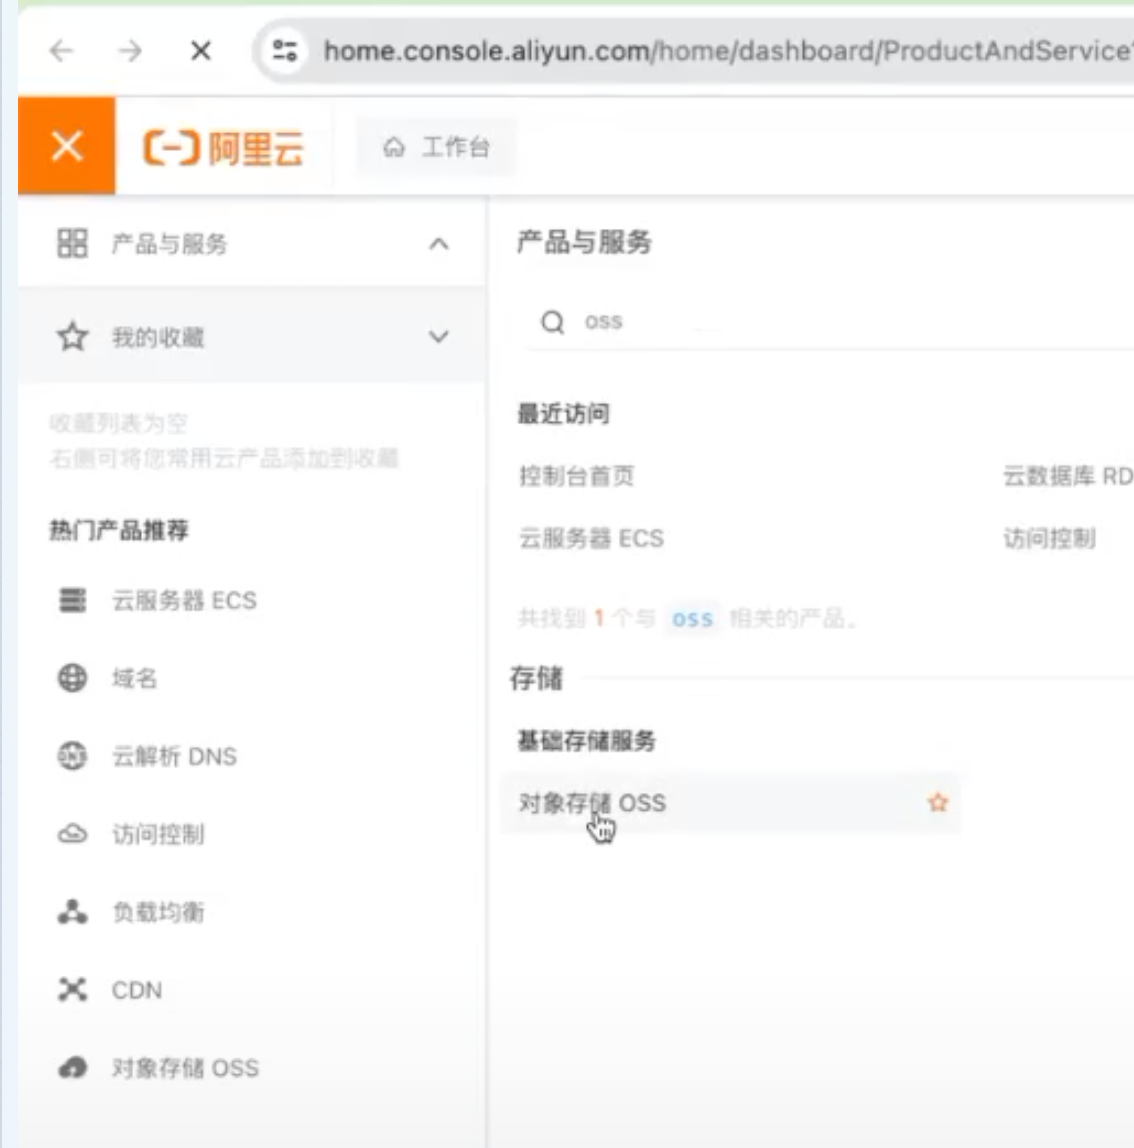 home.console.aliyun.com/home/dashboard/ProductAndService
阿里云
工作台
产品与服务
我的收藏
收藏列表为空
右侧可将您常用云产品添加到收藏
热门产品推荐
云服务器 ECS
域名
云解析 DNS
访问控制
负载均衡
CDN
对象存储 OSS
产品与服务
oss
最近访问
控制台首页
云数据库 RD
云服务器 ECS
访问控制
共找到 1 个与 oss 相关的产品。
存储
基础存储服务
对象存储 OSS